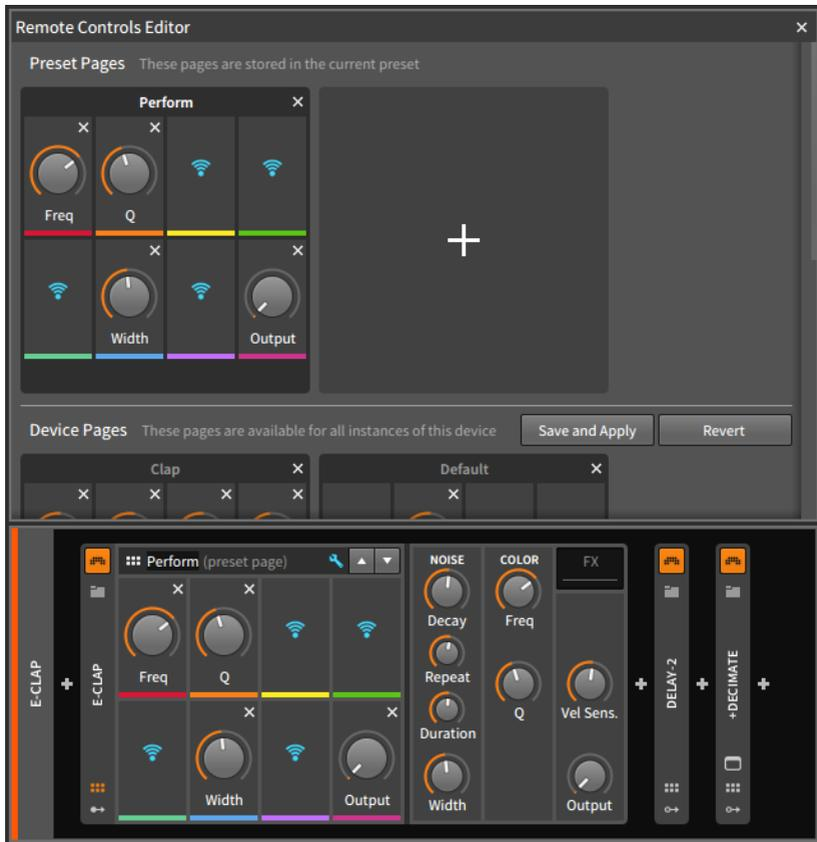 Remote Controls Editor
Preset Pages These pages are stored in the current preset
Perform
Freq Q
Width Output
Device Pages These pages are available for all instances of this device Save and Apply Revert
Clap Default
E-CLAP
E-CLAP
Perform (preset page)
Freq Q
Width Output
NOISE COLOR FX
Decay Freq
Repeat
Q Vel Sens.
Duration
Width Output
DELAY-2
+DECIMATE